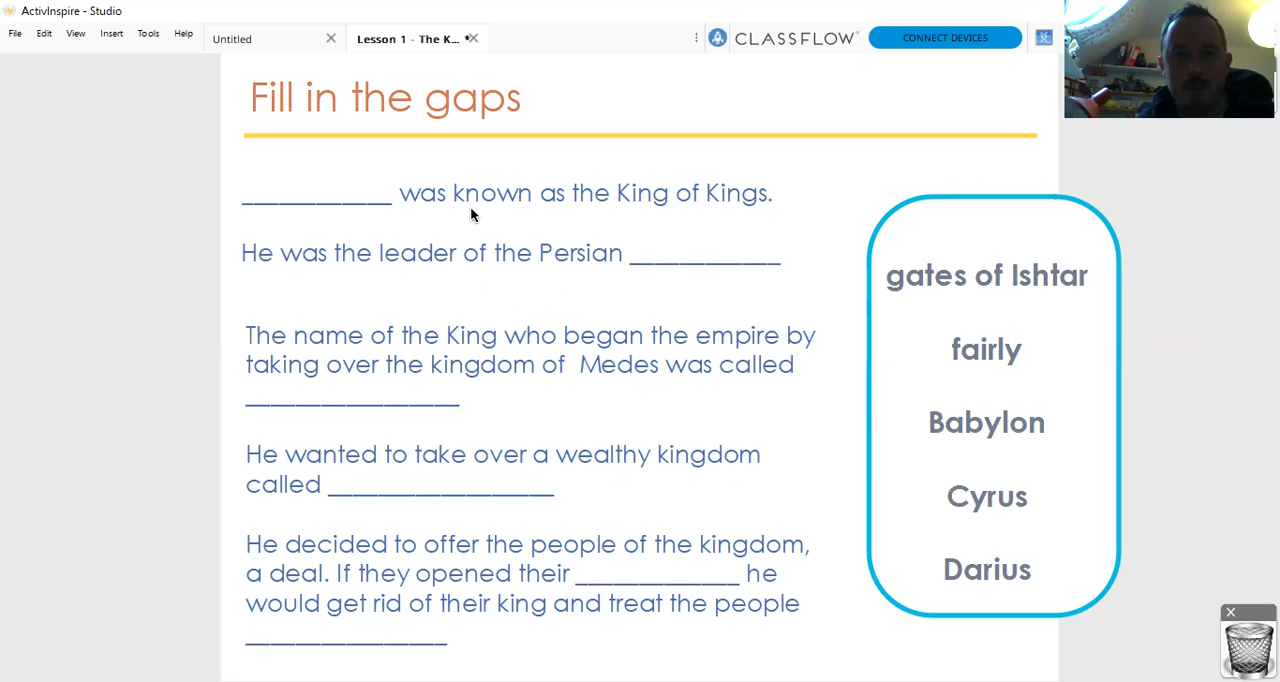 ActivInspire - Studio
File Edit View Insert Tools Help
Untitled
Lesson 1 - The K...
CLASSFLOW
CONNECT DEVICES
Fill in the gaps
____________ was known as the King of Kings.
He was the leader of the Persian ____________
The name of the King who began the empire by
taking over the kingdom of Medes was called
_________________
He wanted to take over a wealthy kingdom
called __________________
He decided to offer the people of the kingdom,
a deal. If they opened their _____________ he
would get rid of their king and treat the people
________________
gates of Ishtar
fairly
Babylon
Cyrus
Darius